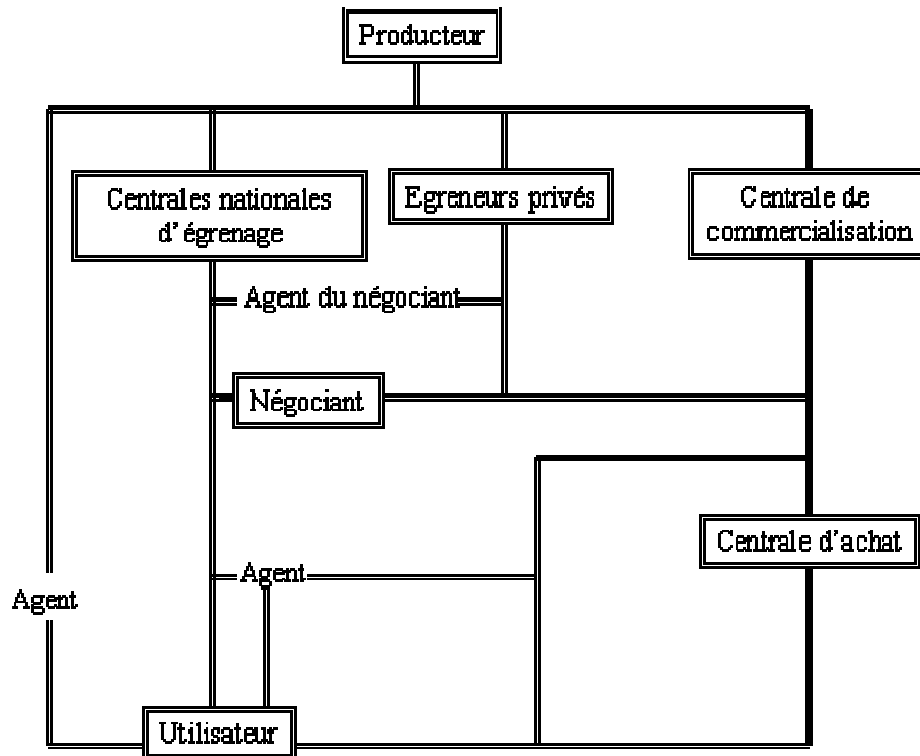 Producteur
Centrales nationales
d'égrenage
Egreneurs privés
Centrale de
commercialisation
Agent du négociant
Négociant
Centrale d'achat
Agent
Agent
Utilisateur